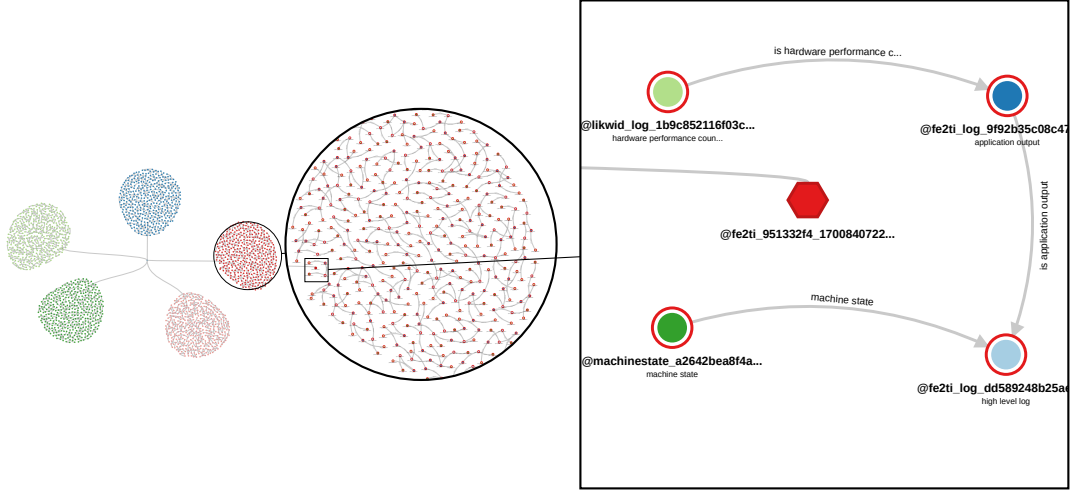 is hardware performance c...
@likwid_log_1b9c852116f03c...
hardware performance coun...
@fe2ti_log_9f92b35c08c47
application output
@fe2ti_951332f4_1700840722...
is application output
machine state
@machinestate_a2642bea8f4a...
machine state
@fe2ti_log_dd589248b25a
high level log